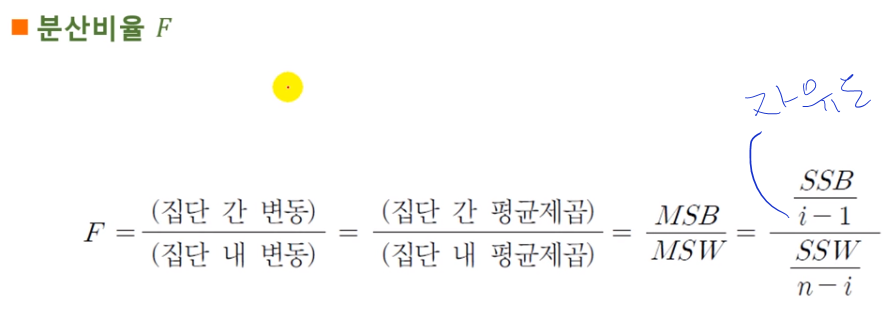 ■ 분산비율 F
자유도
F = (집단 간 변동) / (집단 내 변동) = (집단 간 평균제곱) / (집단 내 평균제곱) = MSB / MSW = (SSB / (i − 1)) / (SSW / (n − i))